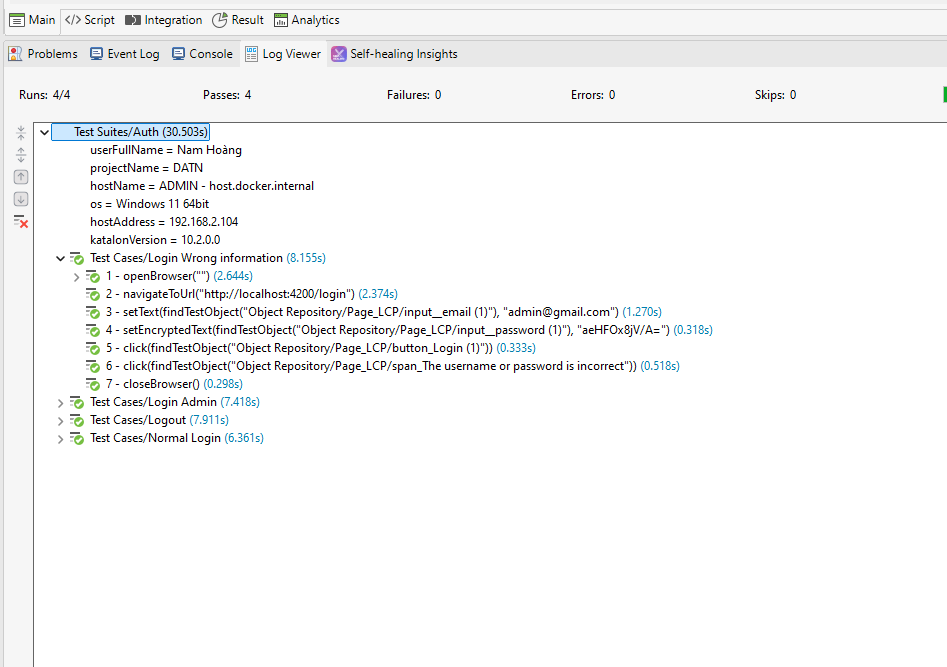 Main </> Script Integration Result Analytics
Problems Event Log Console Log Viewer Self-healing Insights
Runs: 4/4 Passes: 4 Failures: 0 Errors: 0 Skips: 0
Test Suites/Auth (30.503s)
userFullName = Nam Hoàng
projectName = DATN
hostName = ADMIN - host.docker.internal
os = Windows 11 64bit
hostAddress = 192.168.2.104
katalonVersion = 10.2.0.0
Test Cases/Login Wrong information (8.155s)
1 - openBrowser("") (2.644s)
2 - navigateToUrl("http://localhost:4200/login") (2.374s)
3 - setText(findTestObject("Object Repository/Page_LCP/input__email (1)"), "admin@gmail.com") (1.270s)
4 - setEncryptedText(findTestObject("Object Repository/Page_LCP/input__password (1)"), "aeHFOx8jV/A=") (0.318s)
5 - click(findTestObject("Object Repository/Page_LCP/button_Login (1)")) (0.333s)
6 - click(findTestObject("Object Repository/Page_LCP/span_The username or password is incorrect")) (0.518s)
7 - closeBrowser() (0.298s)
Test Cases/Login Admin (7.418s)
Test Cases/Logout (7.911s)
Test Cases/Normal Login (6.361s)